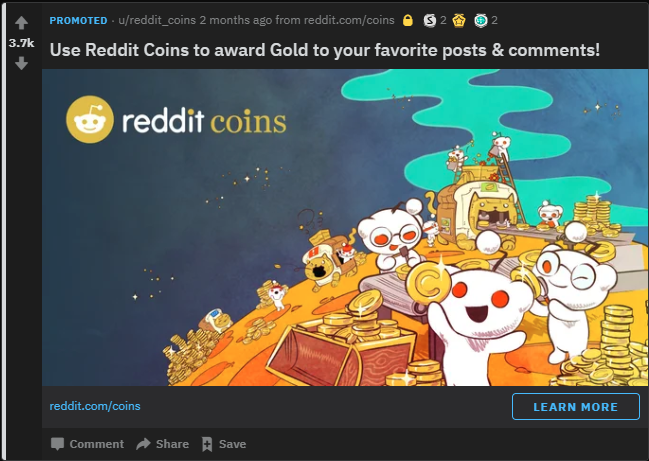 PROMOTED · u/reddit_coins 2 months ago from reddit.com/coins S 2 2
3.7k
Use Reddit Coins to award Gold to your favorite posts & comments!
reddit coins
reddit.com/coins
LEARN MORE
Comment Share Save